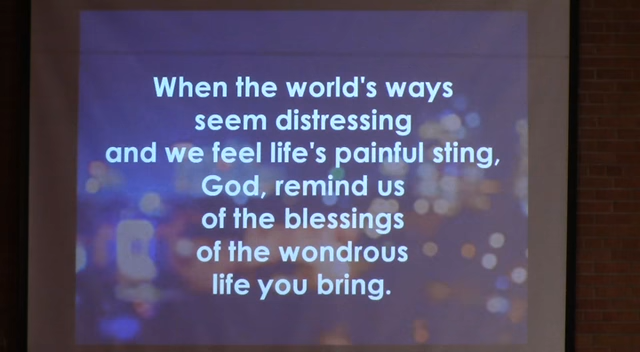 When the world's ways
seem distressing
and we feel life's painful sting,
God, remind us
of the blessings
of the wondrous
life you bring.